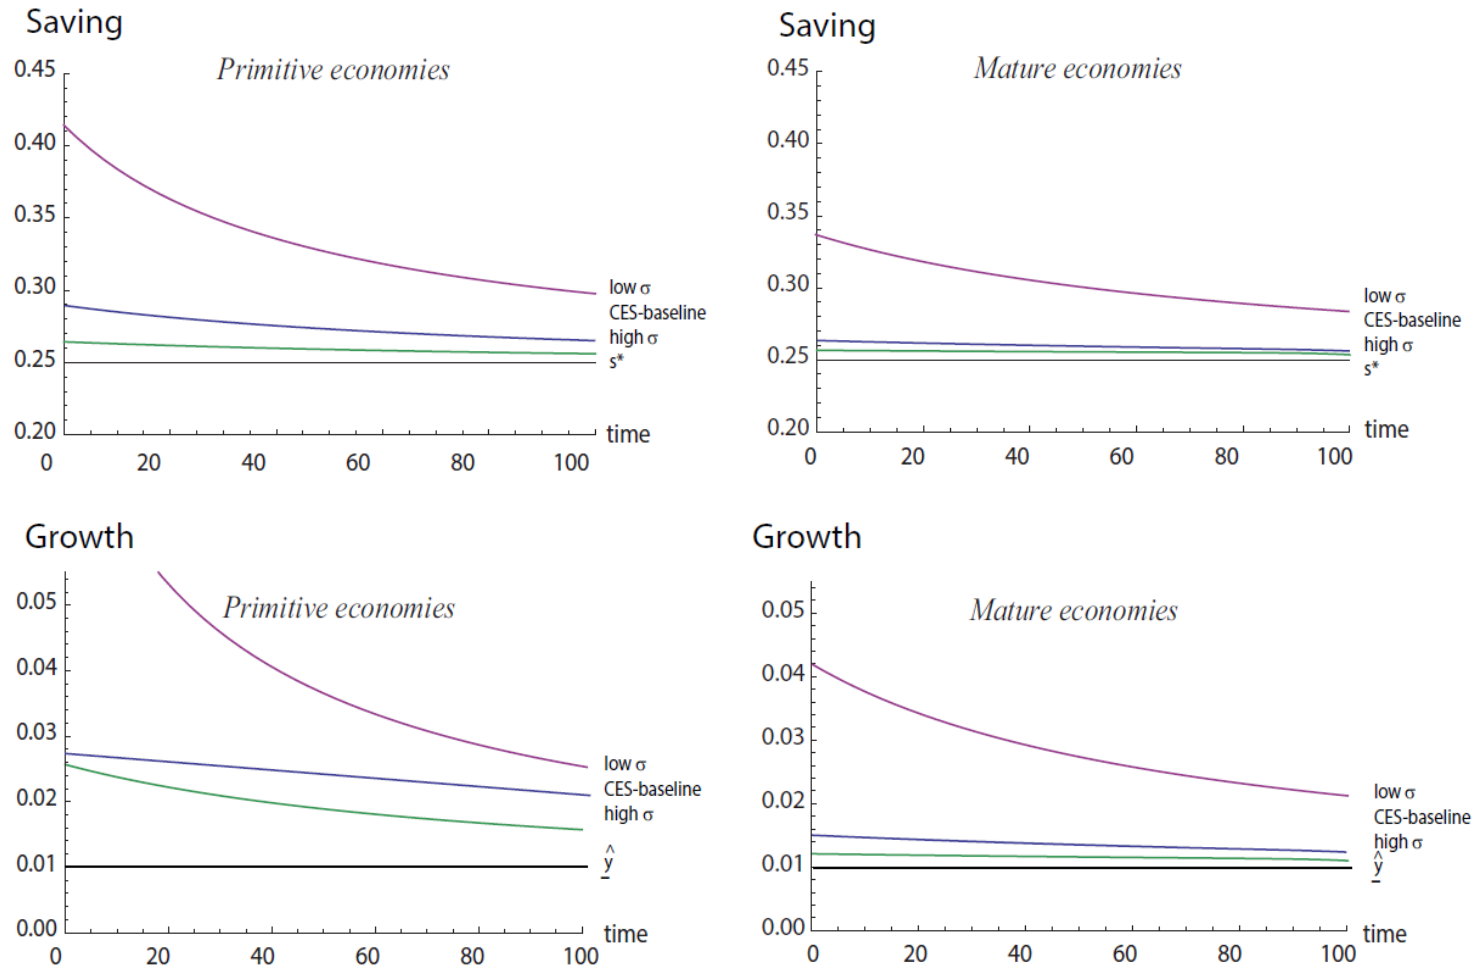 Saving
Primitive economies
0.45
0.40
0.35
0.30
0.25
0.20
low σ
CES-baseline
high σ
s*
time
0 20 40 60 80 100
Saving
Mature economies
0.45
0.40
0.35
0.30
0.25
0.20
low σ
CES-baseline
high σ
s*
time
0 20 40 60 80 100
Growth
Primitive economies
0.05
0.04
0.03
0.02
0.01
0.00
low σ
CES-baseline
high σ
ŷ
time
0 20 40 60 80 100
Growth
Mature economies
0.05
0.04
0.03
0.02
0.01
0.00
low σ
CES-baseline
high σ
ŷ
time
0 20 40 60 80 100